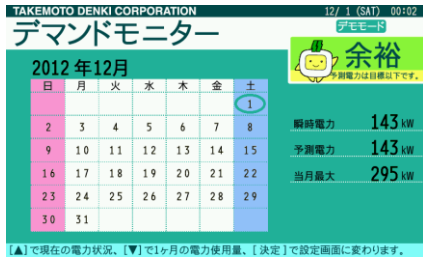 TAKEMOTO DENKI CORPORATION 12/ 1 (SAT) 00:02
デマンドモニター
デモモード
余裕
予測電力は目標以下です。
2012 年12月
日 月 火 水 木 金 土
1
2 3 4 5 6 7 8
9 10 11 12 13 14 15
16 17 18 19 20 21 22
23 24 25 26 27 28 29
30 31
瞬時電力 143 kW
予測電力 143 kW
当月最大 295 kW
[▲]で現在の電力状況、[▼]で1ヶ月の電力使用量、[決定]で設定画面に変わります。